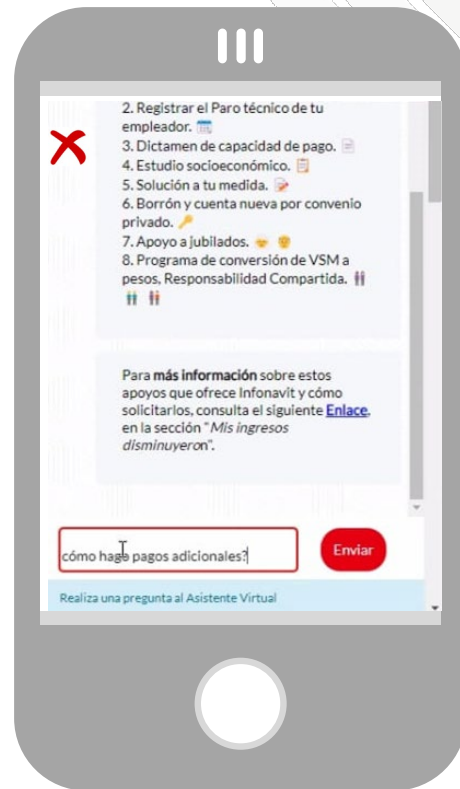 2. Registrar el Paro técnico de tu
empleador. 📅
3. Dictamen de capacidad de pago. 📄
4. Estudio socioeconómico. 📋
5. Solución a tu medida. 📝
6. Borrón y cuenta nueva por convenio
privado. 🔑
7. Apoyo a jubilados. 👴 👵
8. Programa de conversión de VSM a
pesos, Responsabilidad Compartida. 👭
👬 👫
Para más información sobre estos
apoyos que ofrece Infonavit y cómo
solicitarlos, consulta el siguiente Enlace,
en la sección "Mis ingresos
disminuyeron".
cómo hago pagos adicionales?
Enviar
Realiza una pregunta al Asistente Virtual